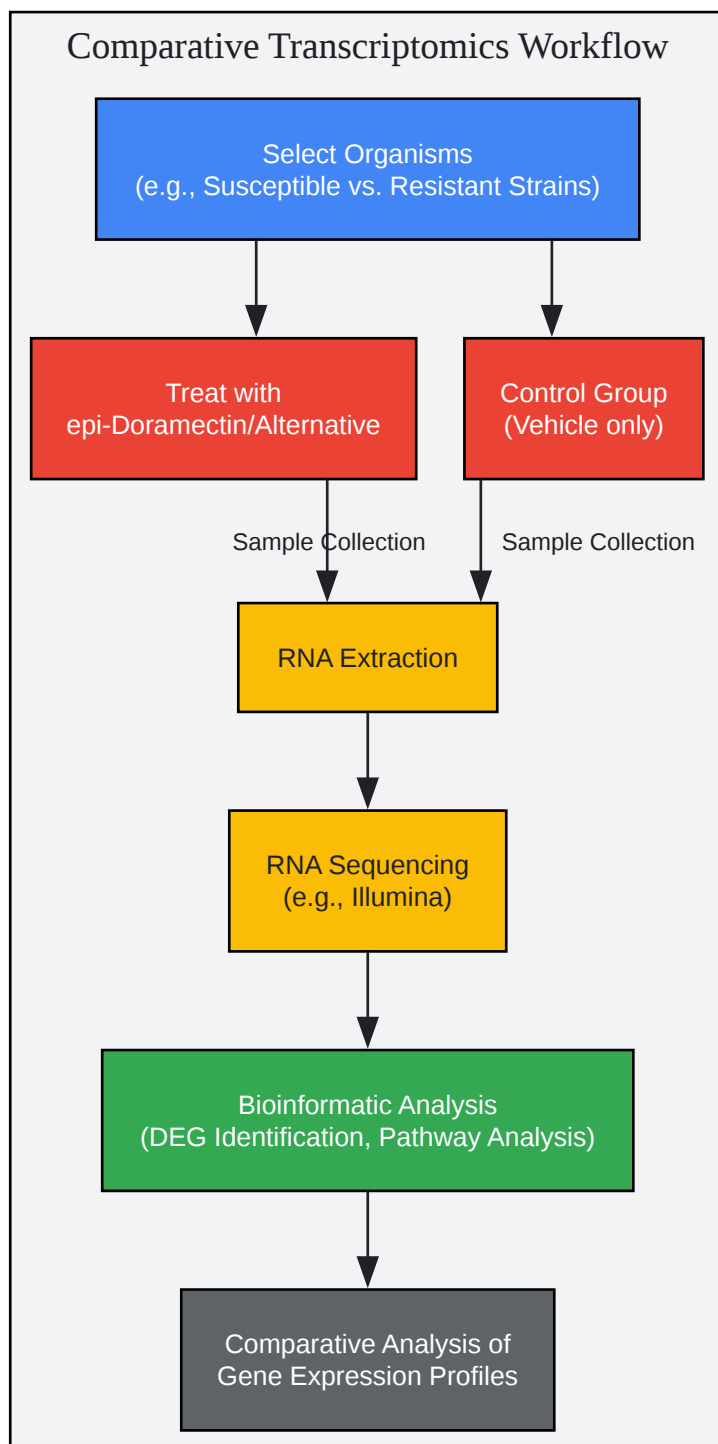 Comparative Transcriptomics Workflow
Select Organisms
(e.g., Susceptible vs. Resistant Strains)
Treat with
epi-Doramectin/Alternative
Control Group
(Vehicle only)
Sample Collection
Sample Collection
RNA Extraction
RNA Sequencing
(e.g., Illumina)
Bioinformatic Analysis
(DEG Identification, Pathway Analysis)
Comparative Analysis of
Gene Expression Profiles